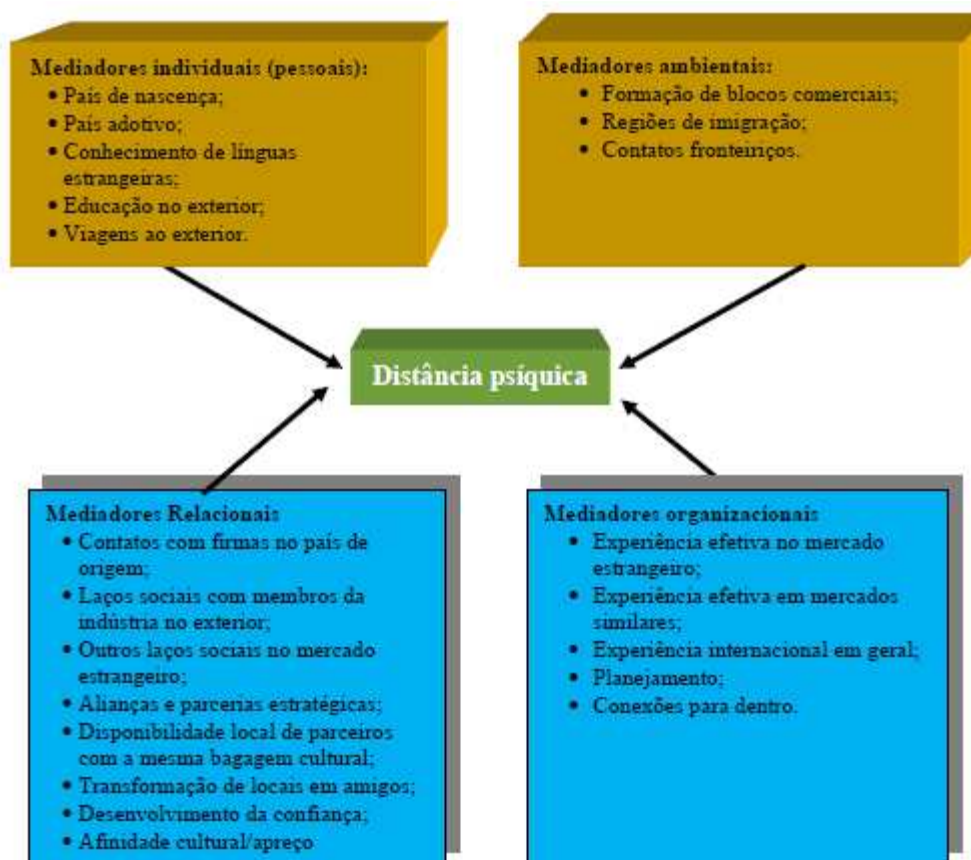 Mediadores individuais (pessoais):
• País de nascença;
• País adotivo;
• Conhecimento de línguas
estrangeiras;
• Educação no exterior;
• Viagens ao exterior.
Mediadores ambientais:
• Formação de blocos comerciais;
• Regiões de imigração;
• Contatos fronteiriços.
Distância psíquica
Mediadores Relacionais
• Contatos com firmas no país de
origem;
• Laços sociais com membros da
indústria no exterior;
• Outros laços sociais no mercado
estrangeiro;
• Alianças e parcerias estratégicas;
• Disponibilidade local de parceiros
com a mesma bagagem cultural;
• Transformação de locais em amigos;
• Desenvolvimento da confiança;
• Afinidade cultural/apreço
Mediadores organizacionais
• Experiência efetiva no mercado
estrangeiro;
• Experiência efetiva em mercados
similares;
• Experiência internacional em geral;
• Planejamento;
• Conexões para dentro.